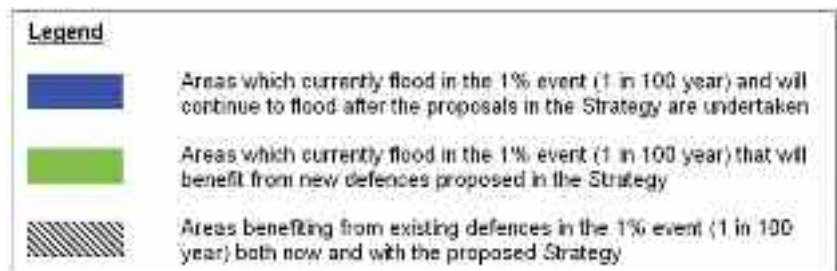 Legend
Areas which currently flood in the 1% event (1 in 100 year) and will
continue to flood after the proposals in the Strategy are undertaken
Areas which currently flood in the 1% event (1 in 100 year) that will
benefit from new defences proposed in the Strategy
Areas benefiting from existing defences in the 1% event (1 in 100
year) both now and with the proposed Strategy